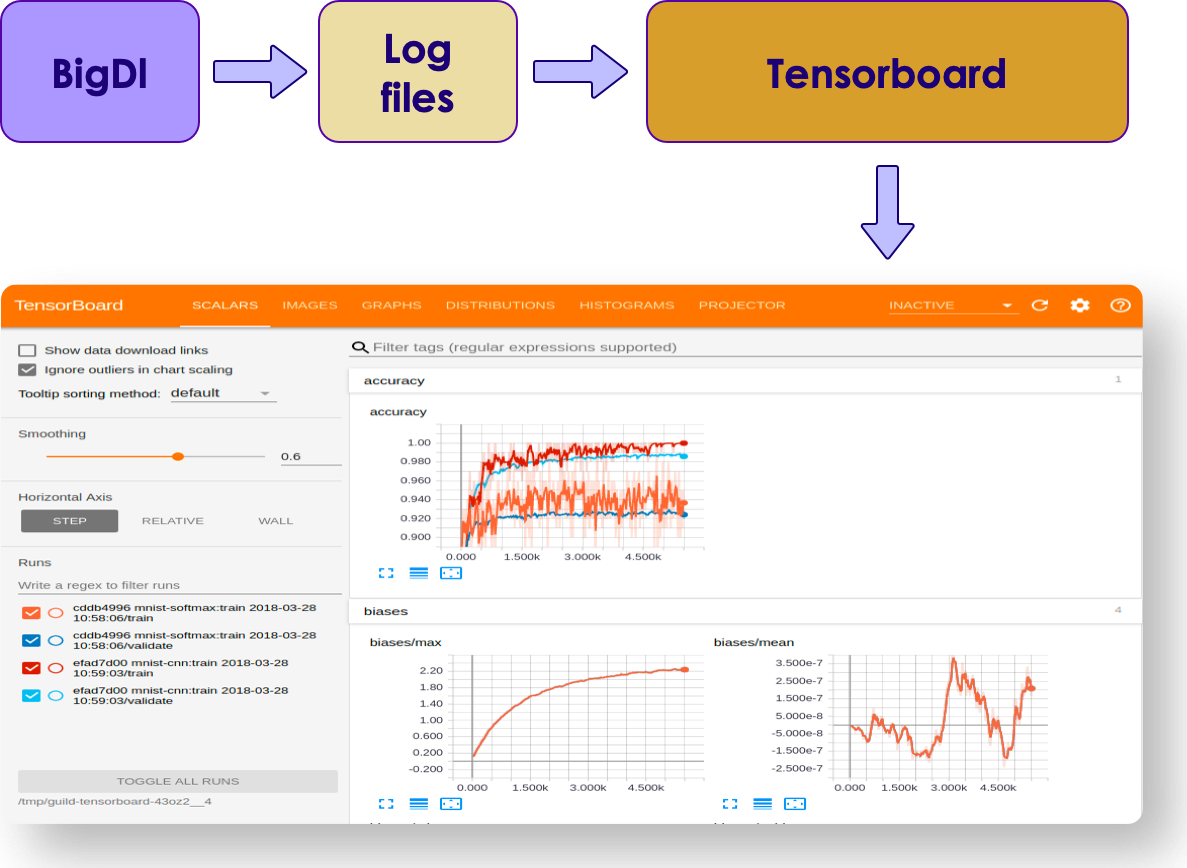 BigDl
Log
files
Tensorboard
TensorBoard
SCALARS
IMAGES
GRAPHS
DISTRIBUTIONS
HISTOGRAMS
PROJECTOR
INACTIVE
Show data download links
Ignore outliers in chart scaling
Tooltip sorting method: default
Smoothing
0.6
Horizontal Axis
STEP
RELATIVE
WALL
Runs
Write a regex to filter runs
cddb4996 mnist-softmax:train 2018-03-28
10:58:06/train
cddb4996 mnist-softmax:train 2018-03-28
10:58:06/validate
efad7d00 mnist-cnn:train 2018-03-28
10:59:03/train
efad7d00 mnist-cnn:train 2018-03-28
10:59:03/validate
TOGGLE ALL RUNS
/tmp/guild-tensorboard-43oz2__4
Filter tags (regular expressions supported)
accuracy
1
accuracy
1.00
0.980
0.960
0.940
0.920
0.900
0.000 1.500k 3.000k 4.500k
biases
4
biases/max
2.20
1.80
1.40
1.00
0.600
0.200
-0.200
0.000 1.500k 3.000k 4.500k
biases/mean
3.500e-7
2.500e-7
1.500e-7
5.000e-8
-5.000e-8
-1.500e-7
-2.500e-7
0.000 1.500k 3.000k 4.500k